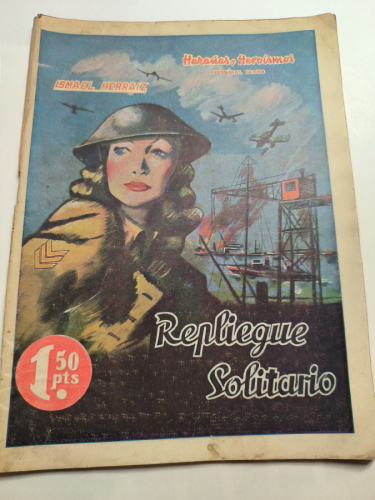 ISMAEL HERRAIZ
Hazañas y Heroísmos
Repliegue
Solitario
1.50
pts